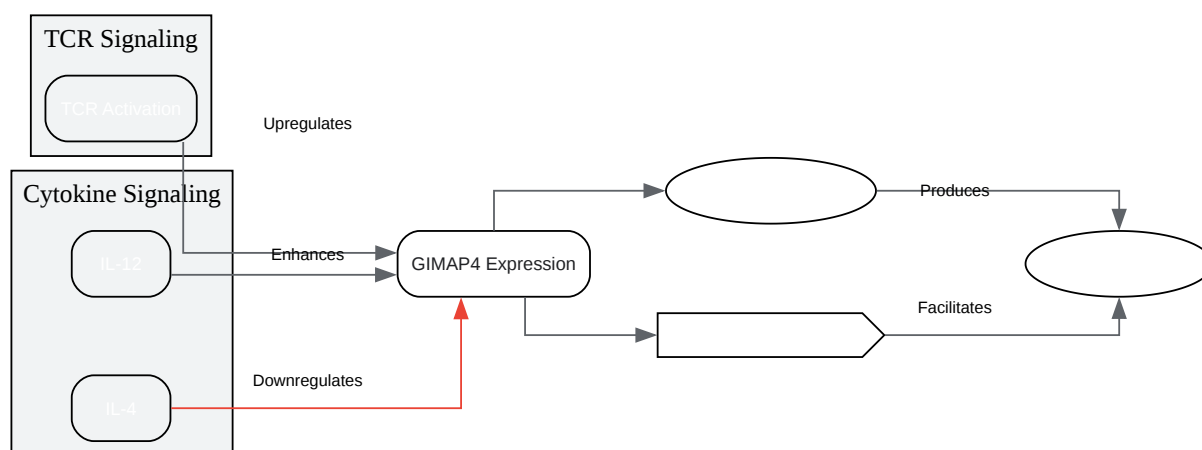 TCR Signaling
TCR Activation
Upregulates
Cytokine Signaling
Produces
Enhances
IL-12
GIMAP4 Expression
Facilitates
Downregulates
IL-4